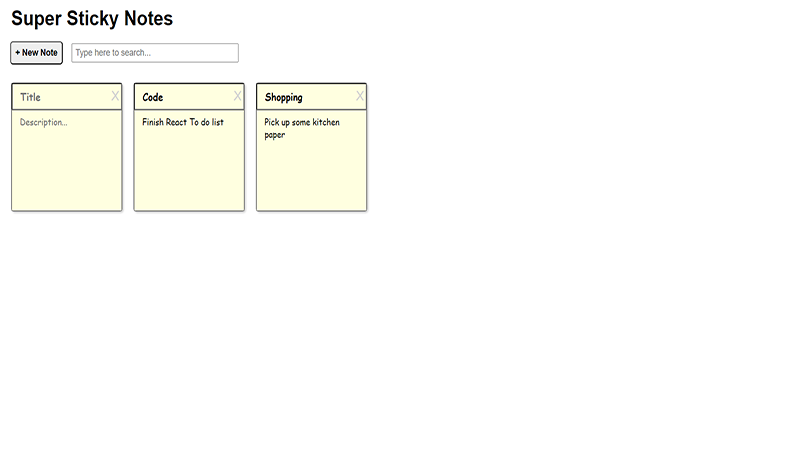 Super Sticky Notes
+ New Note Type here to search...
Title X Code X Shopping X
Description... Finish React To do list Pick up some kitchen
paper